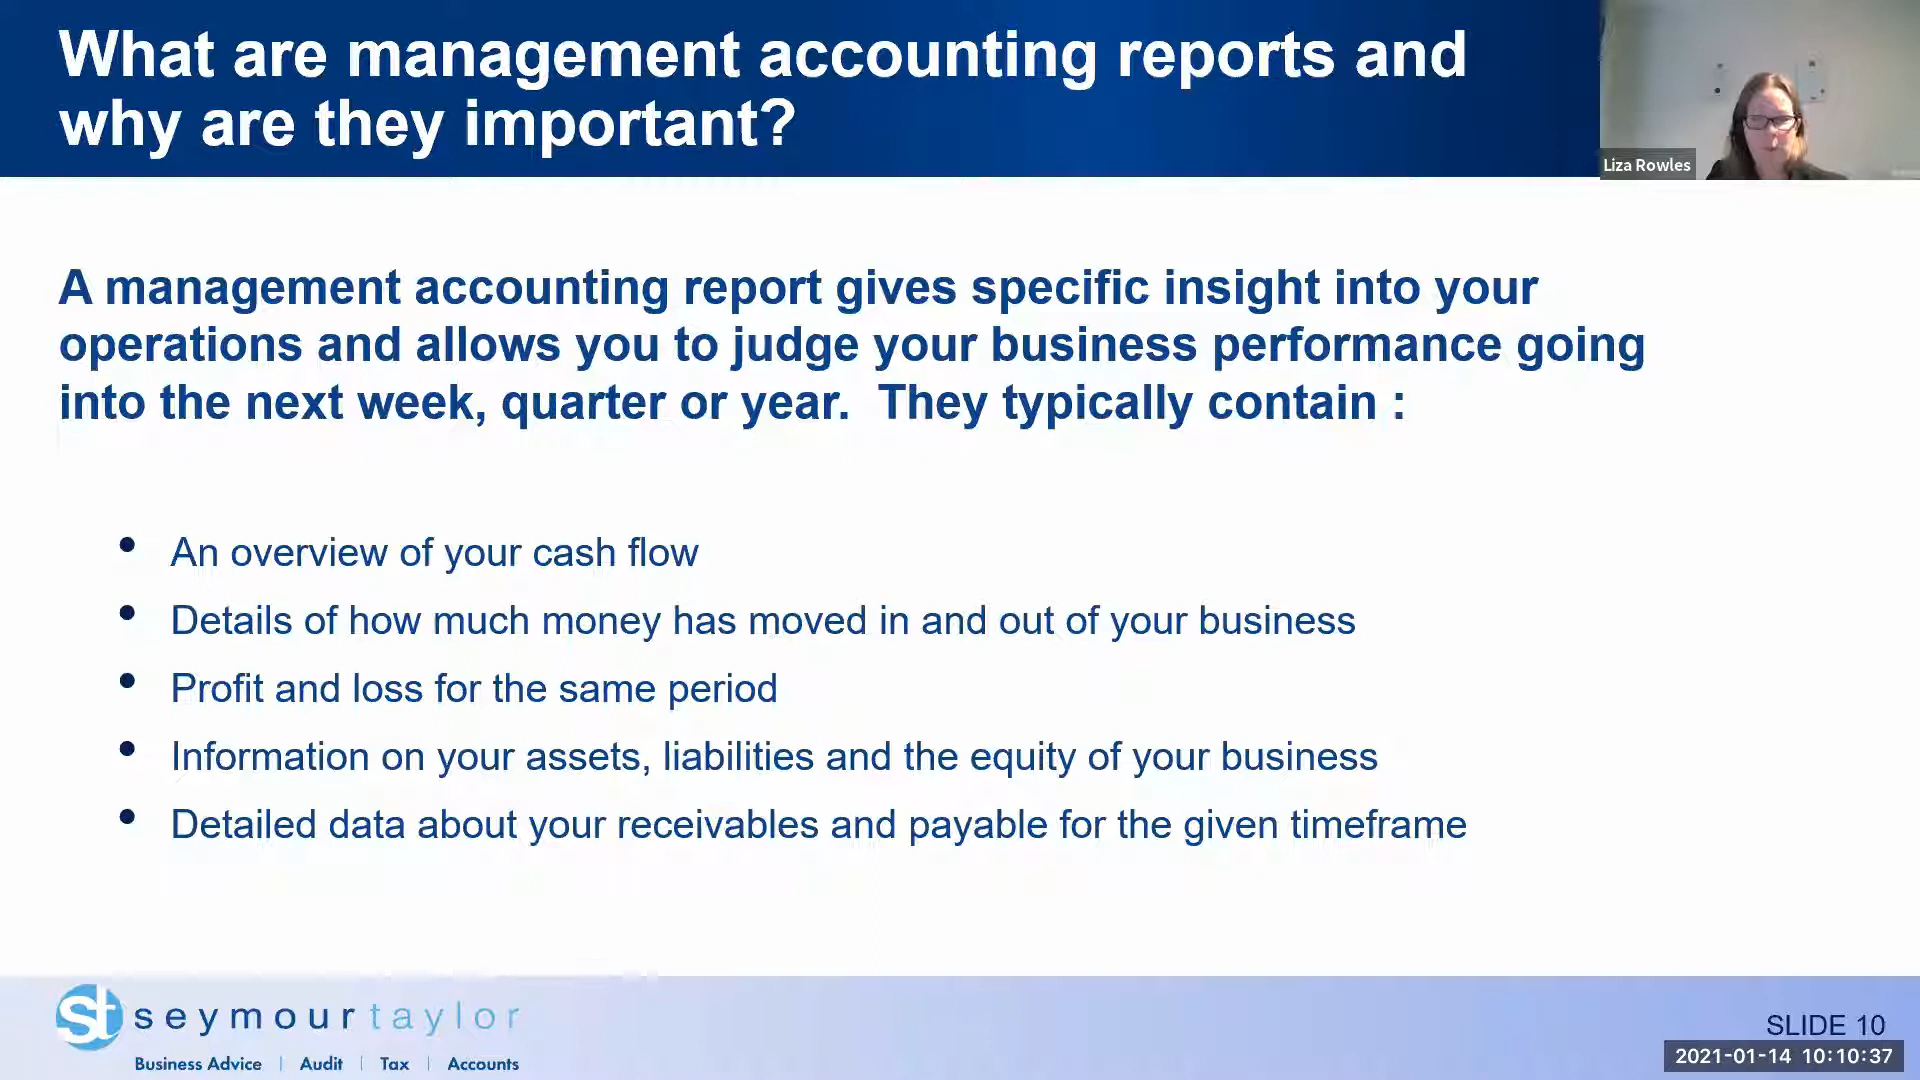 What are management accounting reports and
why are they important?
Liza Rowles
A management accounting report gives specific insight into your
operations and allows you to judge your business performance going
into the next week, quarter or year.  They typically contain :
• An overview of your cash flow
• Details of how much money has moved in and out of your business
• Profit and loss for the same period
• Information on your assets, liabilities and the equity of your business
• Detailed data about your receivables and payable for the given timeframe
st seymourtaylor
Business Advice | Audit | Tax | Accounts
SLIDE 10
2021-01-14 10:10:37